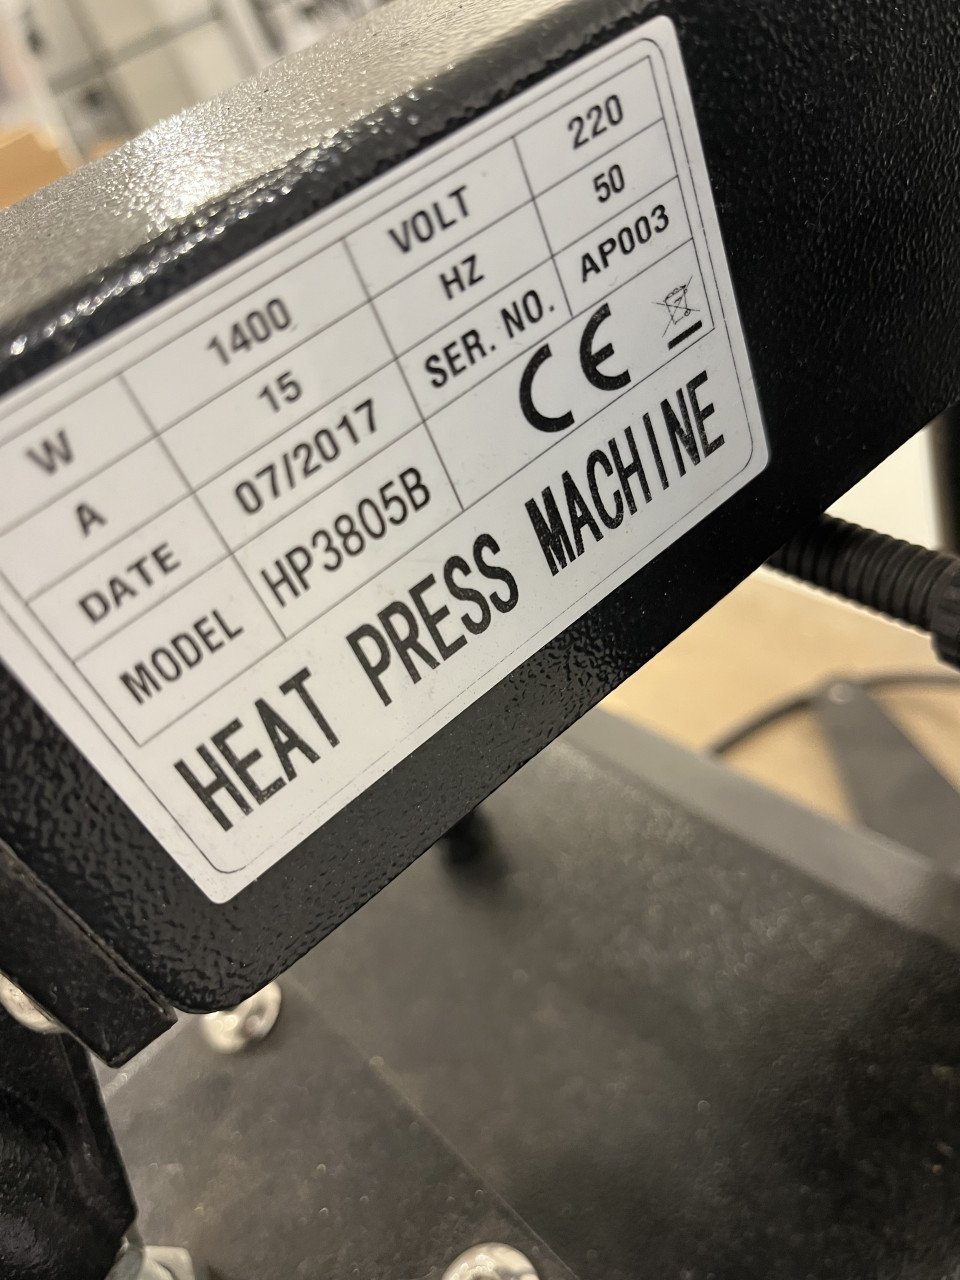 W 1400 VOLT 220
A 15 HZ 50
DATE 07/2017 SER. NO. AP003
MODEL HP3805B CE
HEAT PRESS MACHINE